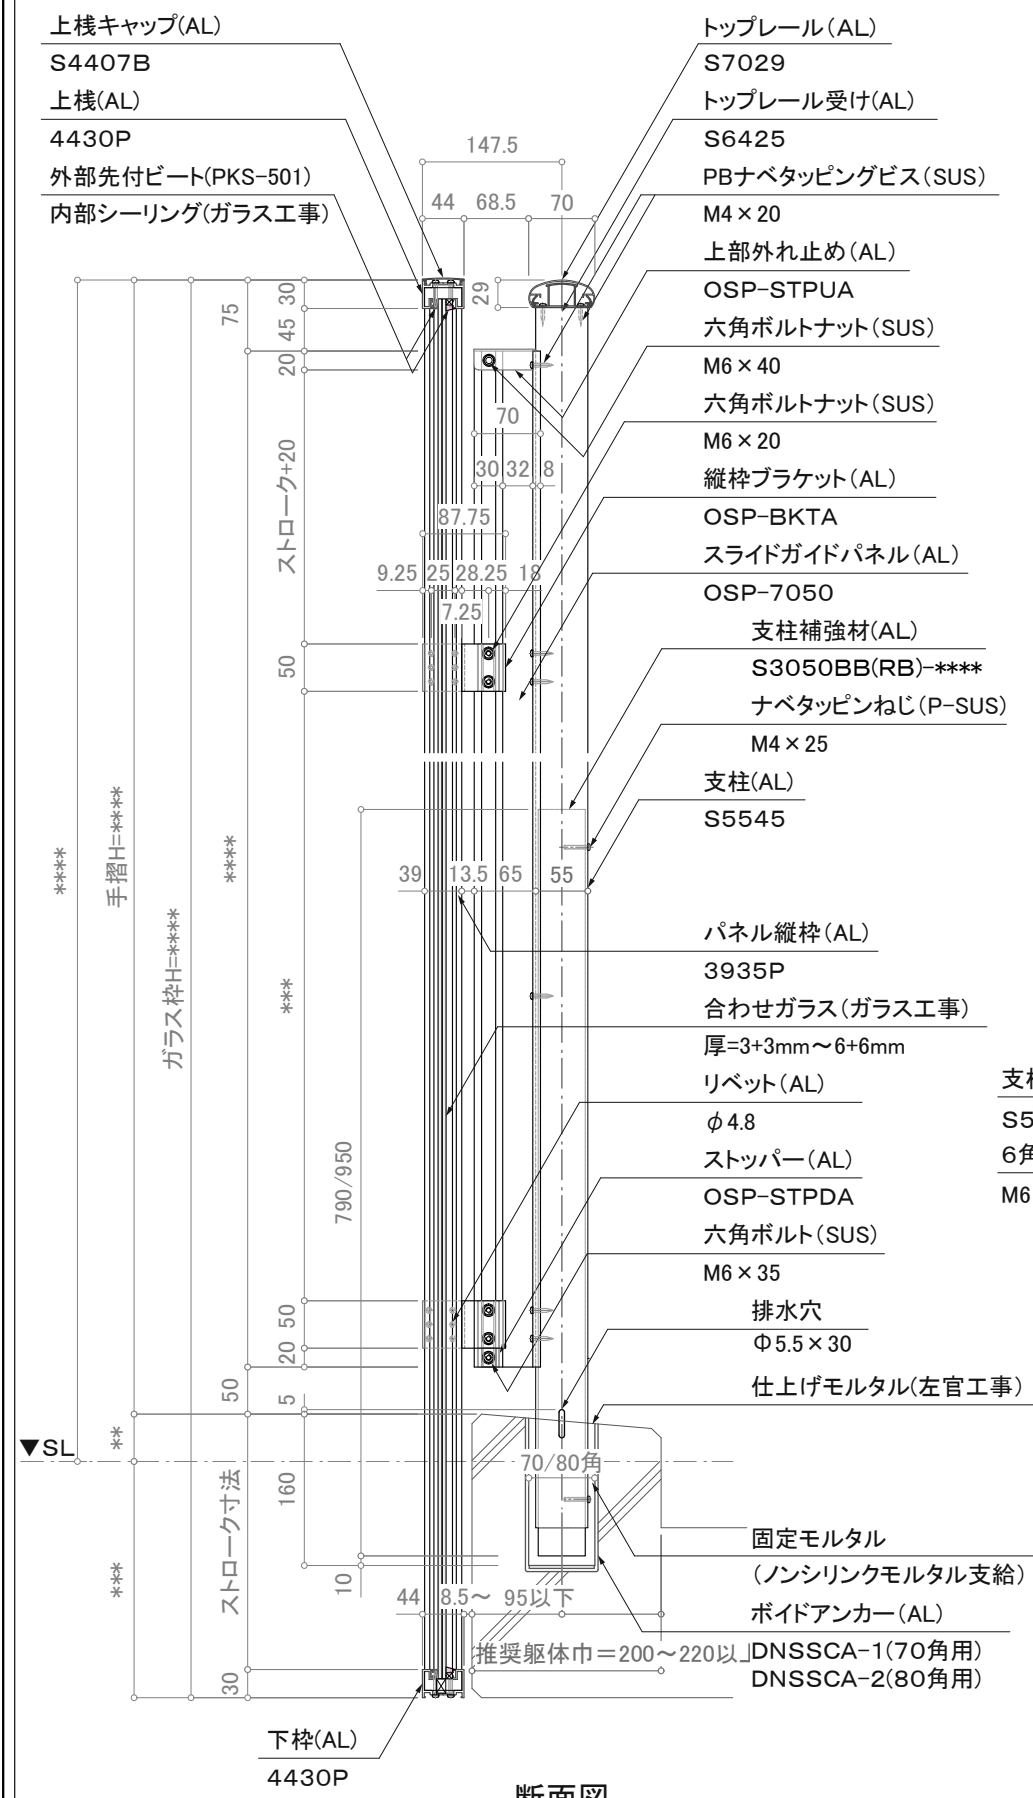 上桟キャップ(AL)
S4407B
上桟(AL)
4430P
外部先付ビート(PKS-501)
内部シーリング(ガラス工事)
トップレール(AL)
S7029
トップレール受け(AL)
S6425
PBナベタッピングビス(SUS)
M4×20
上部外れ止め(AL)
OSP-STPUA
六角ボルトナット(SUS)
M6×40
六角ボルトナット(SUS)
M6×20
縦枠ブラケット(AL)
OSP-BKTA
スライドガイドパネル(AL)
OSP-7050
支柱補強材(AL)
S3050BB(RB)-****
ナベタッピンねじ(P-SUS)
M4×25
支柱(AL)
S5545
147.5
44 68.5 70
29
30
75
45
20
70
30 32 8
ストローク+20
87.75
9.25 25 28.25 18
7.25
50
****
手摺H=****
ガラス枠H=****
****
***
39 13.5 65 55
パネル縦枠(AL)
3935P
合わせガラス(ガラス工事)
厚=3+3mm～6+6mm
リベット(AL)
φ4.8
ストッパー(AL)
OSP-STPDA
六角ボルト(SUS)
M6×35
排水穴
Φ5.5×30
仕上げモルタル(左官工事)
S5
6角
M6
790/950
50
20
50
5
▼SL
**
160
70/80角
***
ストローク寸法
10
44 8.5～ 95以下
推奨躯体巾=200～220以
30
固定モルタル
(ノンシリンクモルタル支給)
ボイドアンカー(AL)
DNSSCA-1(70角用)
DNSSCA-2(80角用)
下枠(AL)
4430P
断面図